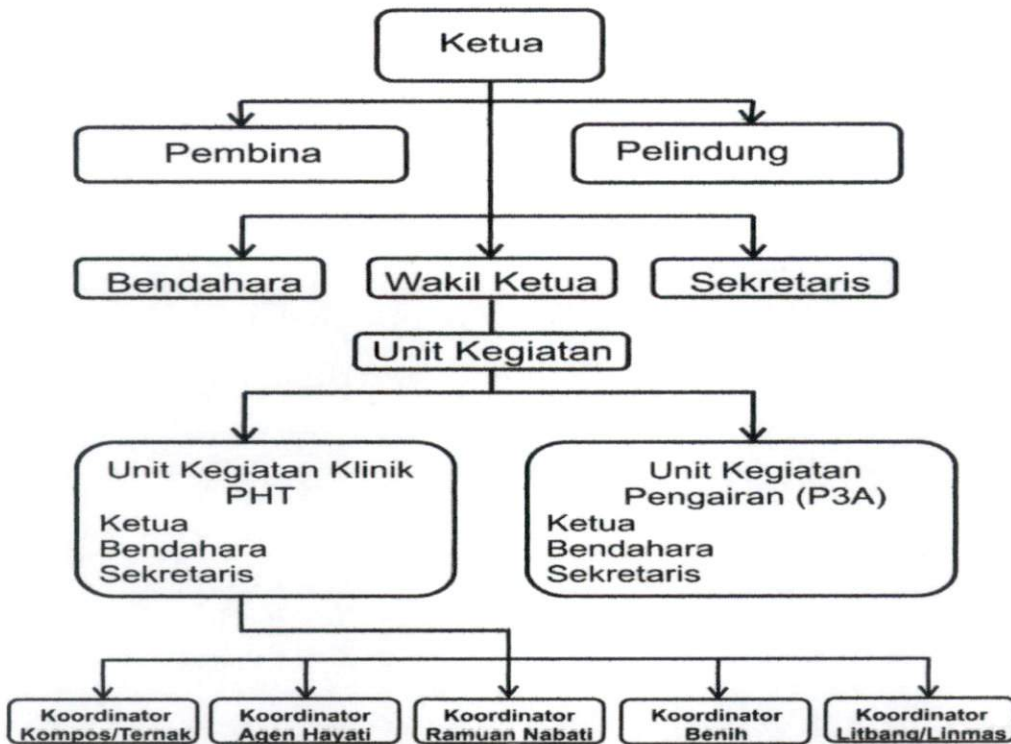 Ketua
Pembina
Pelindung
Bendahara
Wakil Ketua
Sekretaris
Unit Kegiatan
Unit Kegiatan Klinik
PHT
Ketua
Bendahara
Sekretaris
Unit Kegiatan
Pengairan (P3A)
Ketua
Bendahara
Sekretaris
Koordinator
Kompos/Ternak
Koordinator
Agen Hayati
Koordinator
Ramuan Nabati
Koordinator
Benih
Koordinator
Litbang/Linmas